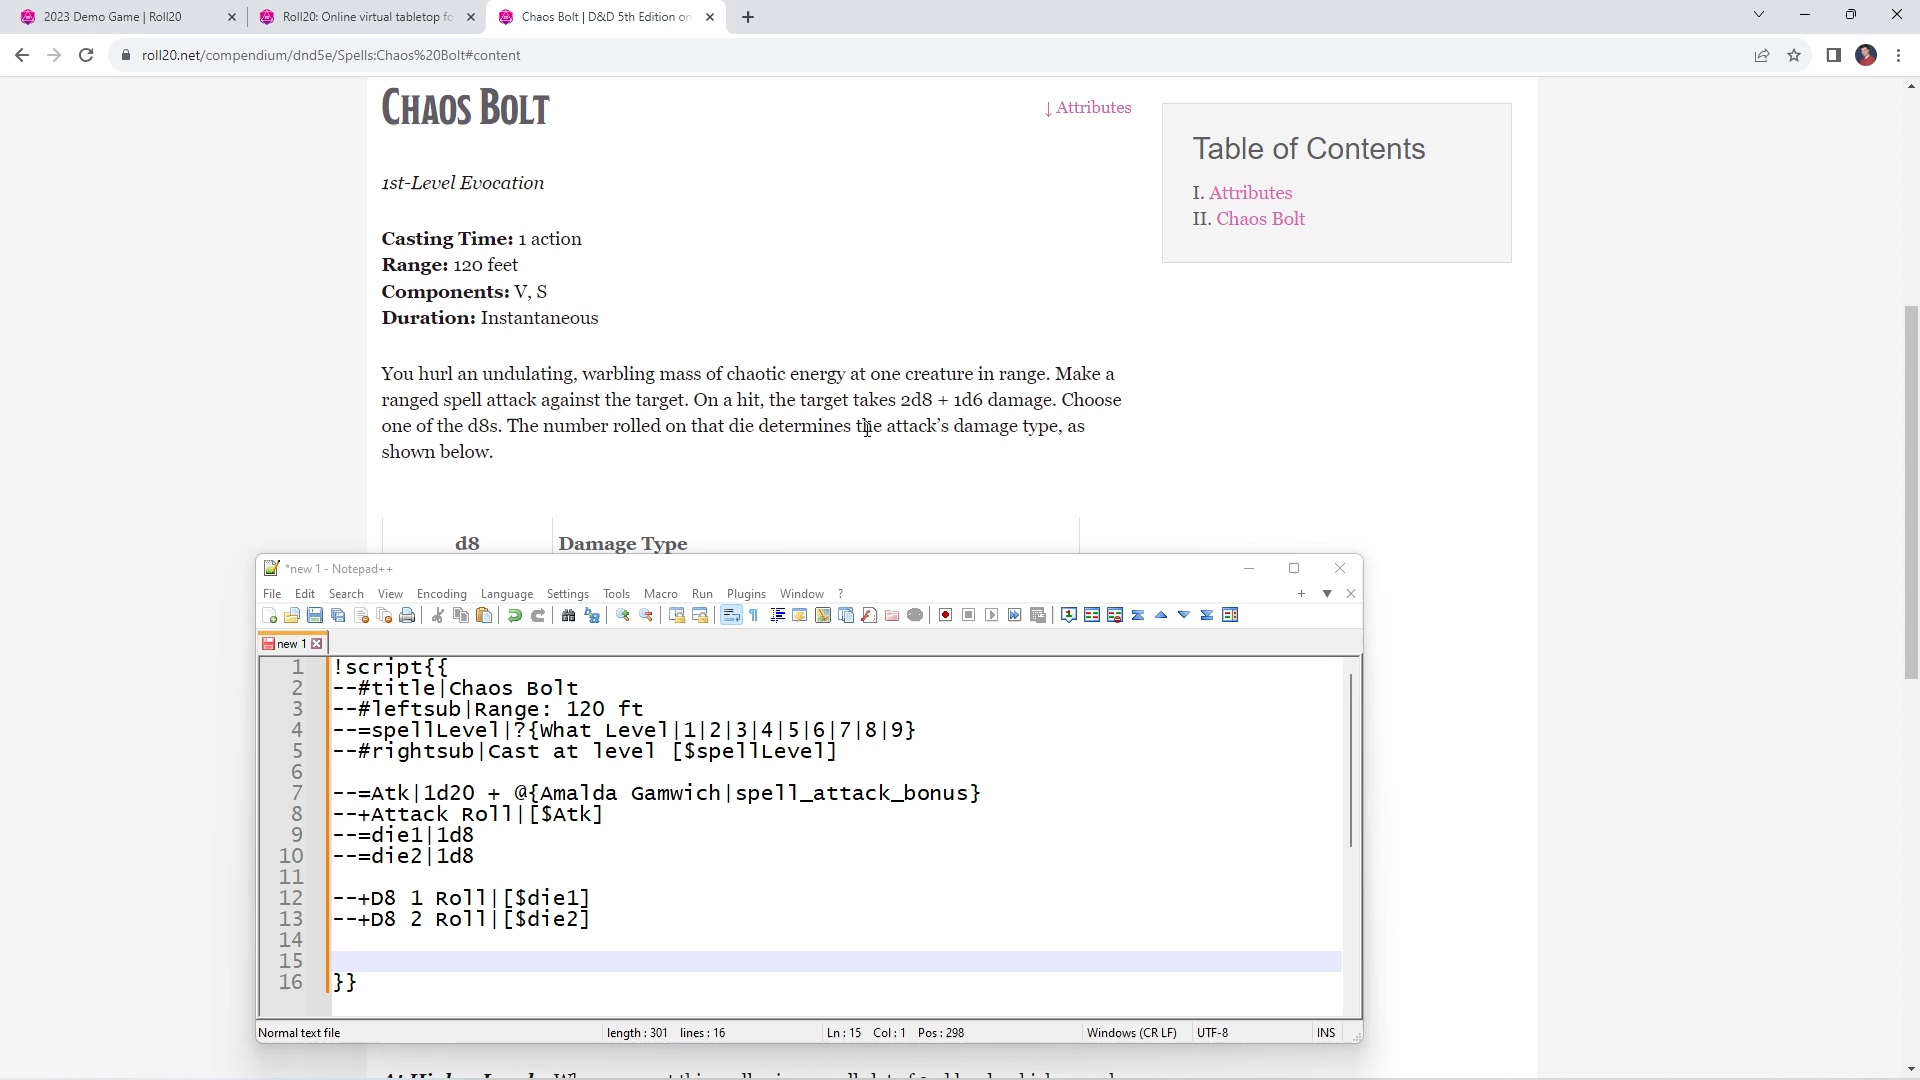 2023 Demo Game | Roll20
Roll20: Online virtual tabletop fo
Chaos Bolt | D&D 5th Edition on
roll20.net/compendium/dnd5e/Spells:Chaos%20Bolt#content
CHAOS BOLT
↓ Attributes
Table of Contents
I. Attributes
II. Chaos Bolt
1st-Level Evocation
Casting Time: 1 action
Range: 120 feet
Components: V, S
Duration: Instantaneous
You hurl an undulating, warbling mass of chaotic energy at one creature in range. Make a
ranged spell attack against the target. On a hit, the target takes 2d8 + 1d6 damage. Choose
one of the d8s. The number rolled on that die determines the attack's damage type, as
shown below.
d8 Damage Type
*new 1 - Notepad++
File Edit Search View Encoding Language Settings Tools Macro Run Plugins Window ?
new 1
1 !script{{
2 --#title|Chaos Bolt
3 --#leftsub|Range: 120 ft
4 --=spellLevel|?{What Level|1|2|3|4|5|6|7|8|9}
5 --#rightsub|Cast at level [$spellLevel]
6
7 --=Atk|1d20 + @{Amalda Gamwich|spell_attack_bonus}
8 --+Attack Roll|[$Atk]
9 --=die1|1d8
10 --=die2|1d8
11
12 --+D8 1 Roll|[$die1]
13 --+D8 2 Roll|[$die2]
14
15
16 }}
Normal text file length : 301 lines : 16 Ln : 15 Col : 1 Pos : 298 Windows (CR LF) UTF-8 INS